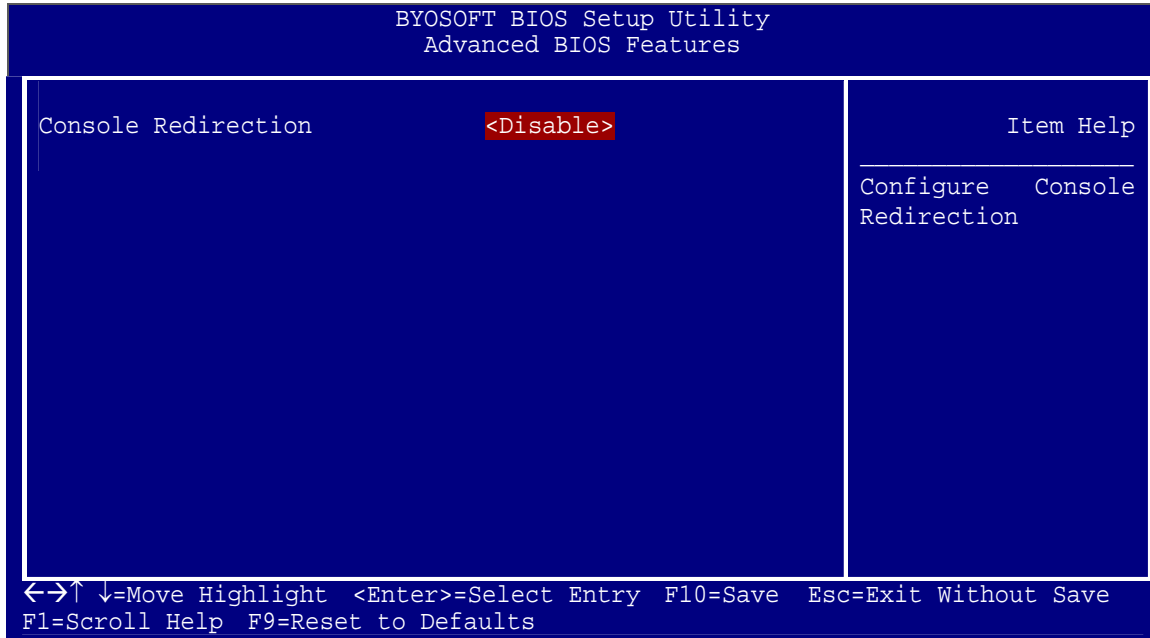 BYOSOFT BIOS Setup Utility
Advanced BIOS Features
Console Redirection <Disable>
Item Help
Configure Console
Redirection
←→↑ ↓=Move Highlight <Enter>=Select Entry F10=Save Esc=Exit Without Save
F1=Scroll Help F9=Reset to Defaults